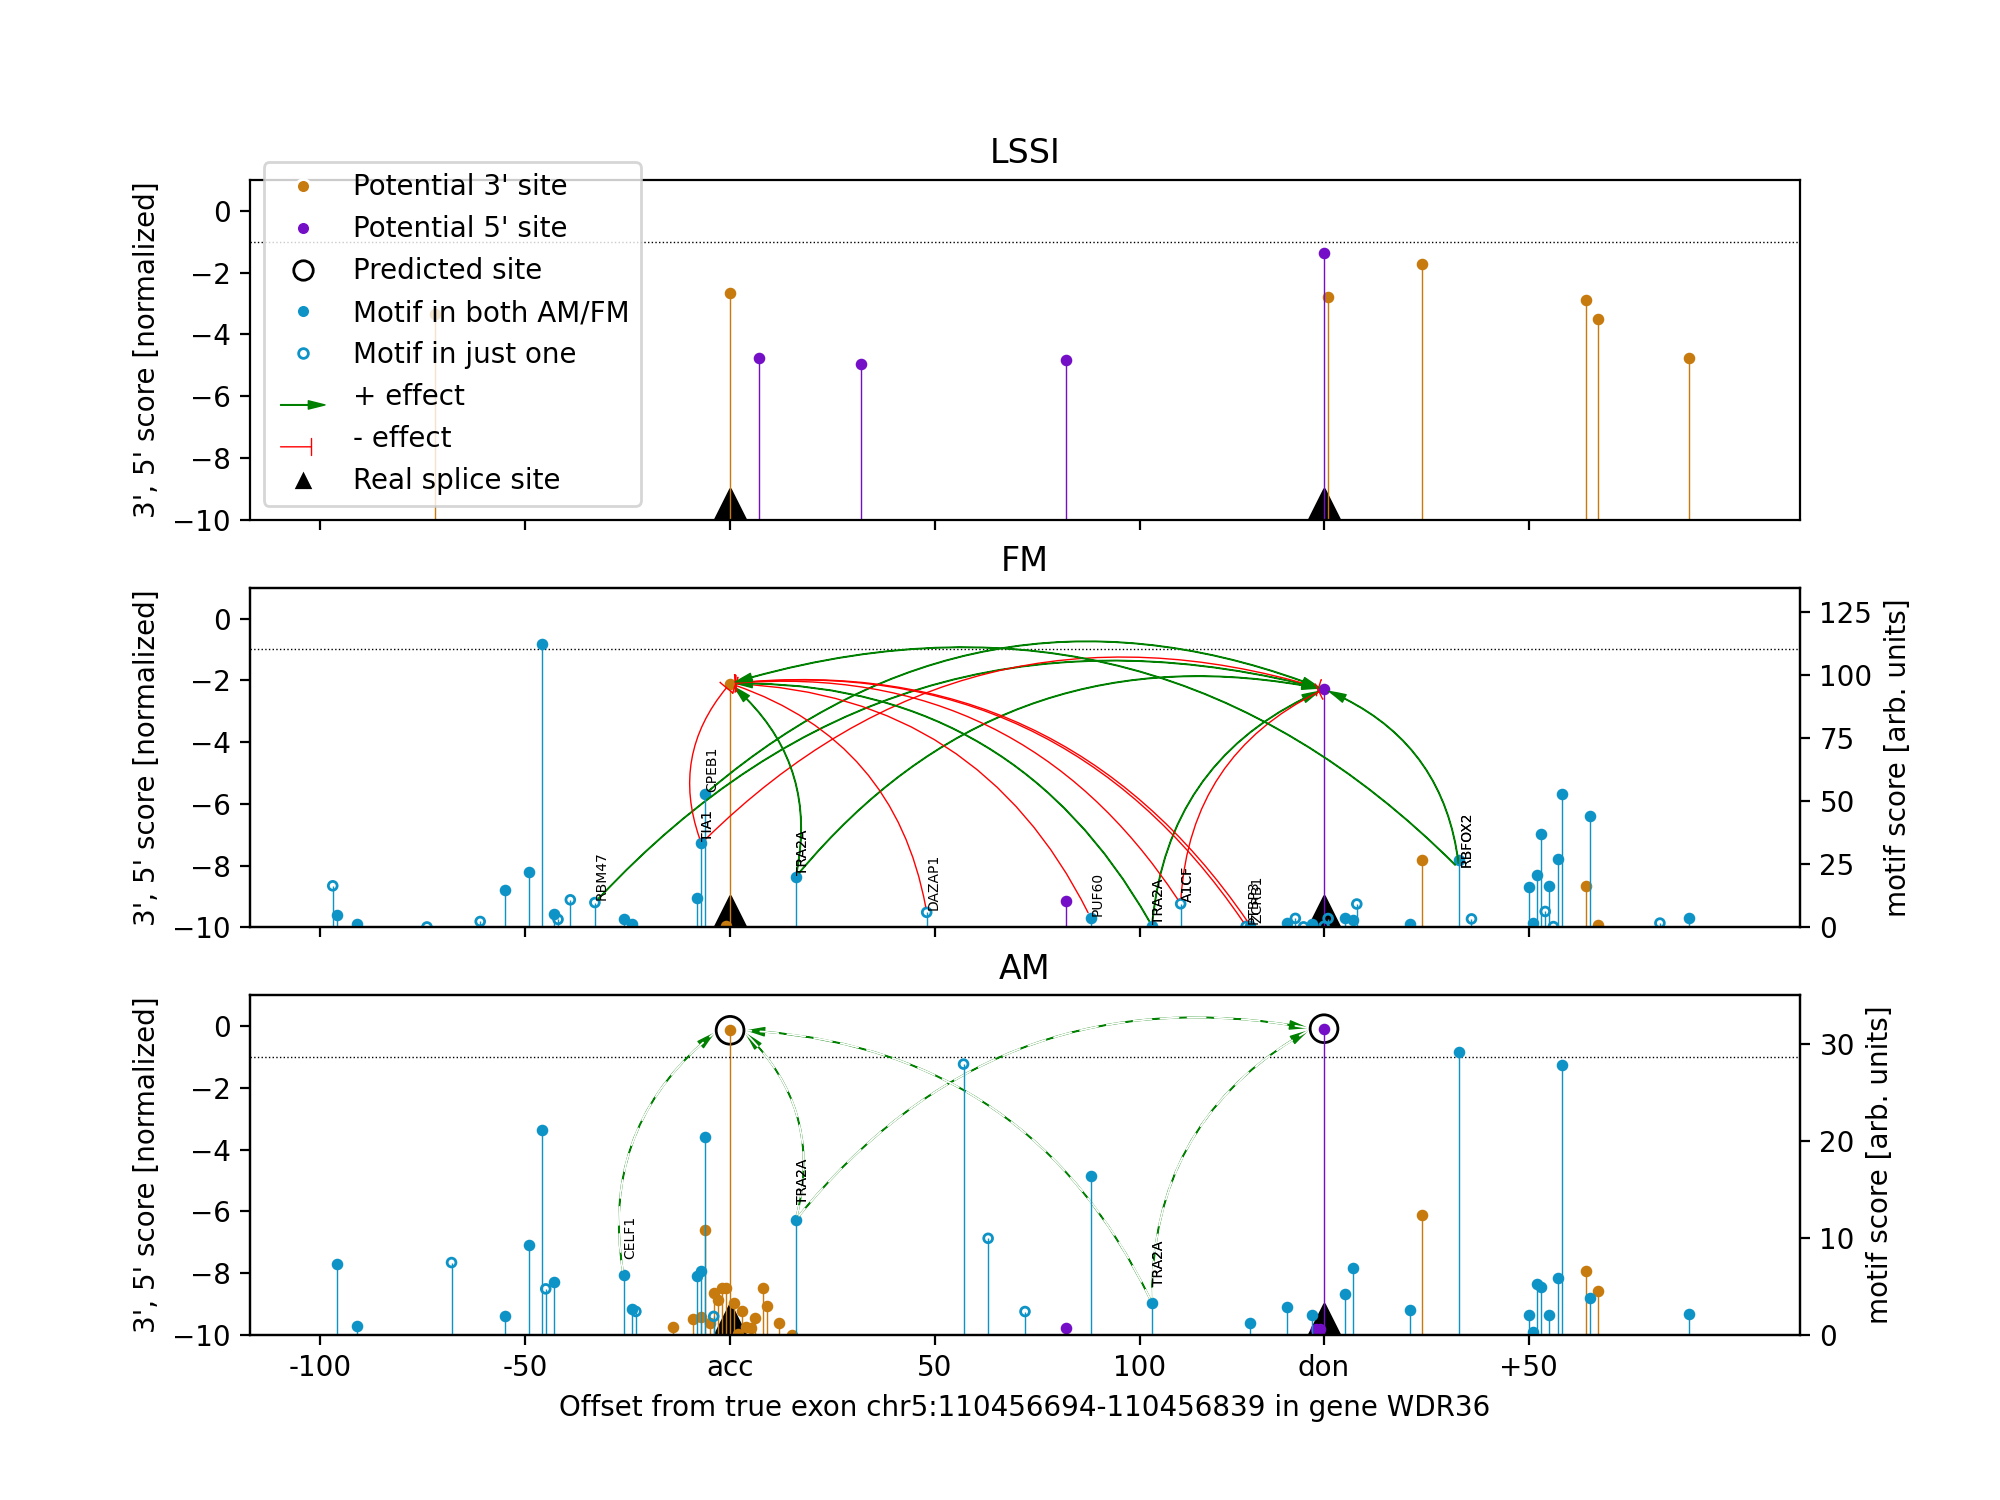 LSSI
Potential 3' site
Potential 5' site
Predicted site
Motif in both AM/FM
Motif in just one
+ effect
- effect
Real splice site
3', 5' score [normalized]
0
−2
−4
−6
−8
−10
FM
3', 5' score [normalized]
0
−2
−4
−6
−8
−10
motif score [arb. units]
125
100
75
50
25
0
RBM47
TIA1
CPEB1
TRA2A
DAZAP1
PUF60
TRA2A
A1CF
ZCRB1
RBFOX2
AM
3', 5' score [normalized]
0
−2
−4
−6
−8
−10
motif score [arb. units]
30
20
10
0
CELF1
TRA2A
TRA2A
-100
-50
acc
50
100
don
+50
Offset from true exon chr5:110456694-110456839 in gene WDR36